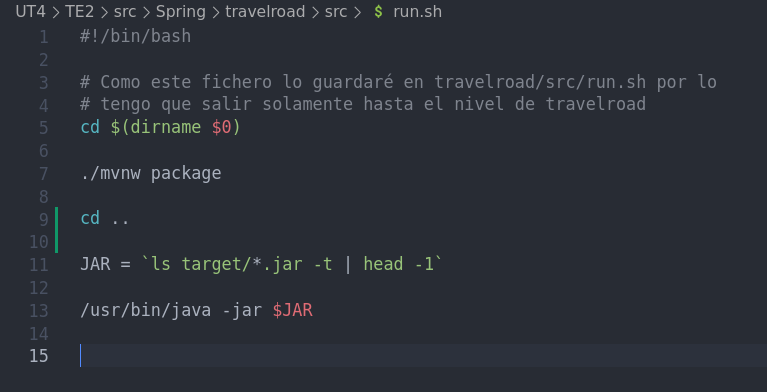 UT4 > TE2 > src > Spring > travelroad > src > $ run.sh
1 #!/bin/bash
2
3 # Como este fichero lo guardaré en travelroad/src/run.sh por lo
4 # tengo que salir solamente hasta el nivel de travelroad
5 cd $(dirname $0)
6
7 ./mvnw package
8
9 cd ..
10
11 JAR = `ls target/*.jar -t | head -1`
12
13 /usr/bin/java -jar $JAR
14
15